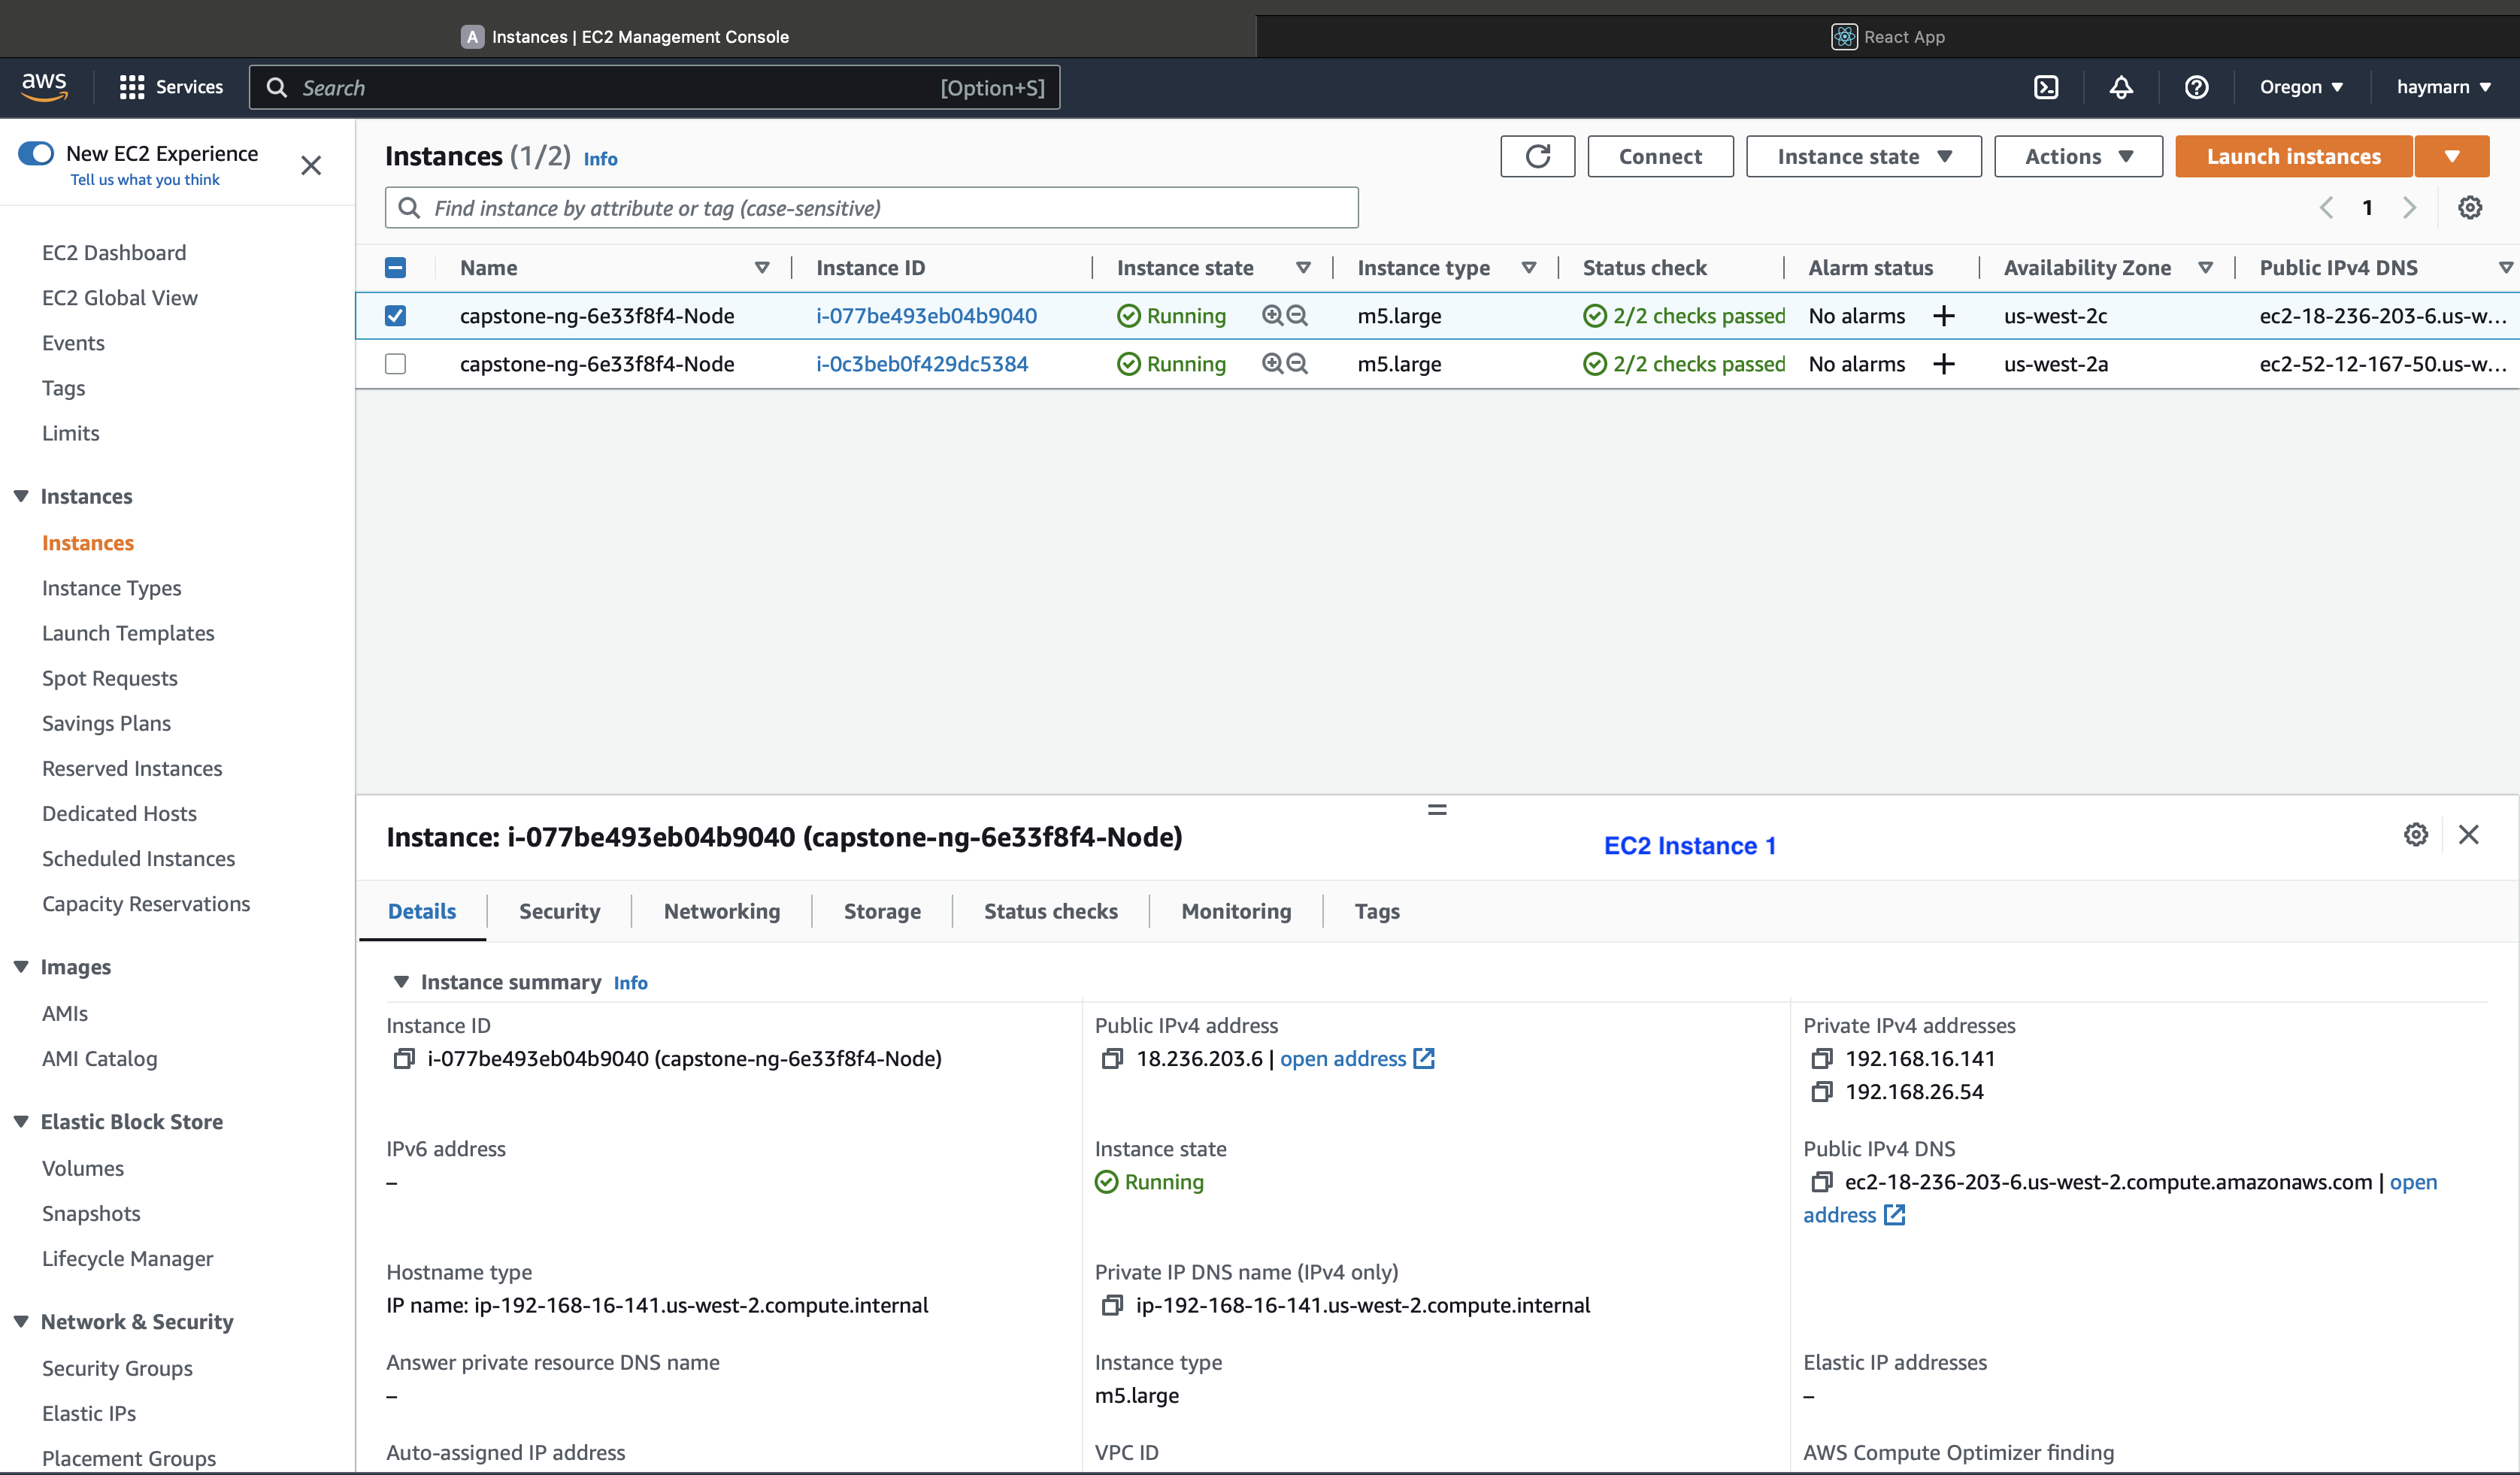 A Instances | EC2 Management Console
React App
aws
Services
Search [Option+S]
Oregon
haymarn
New EC2 Experience
Tell us what you think
EC2 Dashboard
EC2 Global View
Events
Tags
Limits
Instances
Instances
Instance Types
Launch Templates
Spot Requests
Savings Plans
Reserved Instances
Dedicated Hosts
Scheduled Instances
Capacity Reservations
Images
AMIs
AMI Catalog
Elastic Block Store
Volumes
Snapshots
Lifecycle Manager
Network & Security
Security Groups
Elastic IPs
Placement Groups
Instances (1/2) Info
Connect
Instance state
Actions
Launch instances
Find instance by attribute or tag (case-sensitive)
1
Name Instance ID Instance state Instance type Status check Alarm status Availability Zone Public IPv4 DNS
capstone-ng-6e33f8f4-Node i-077be493eb04b9040 Running m5.large 2/2 checks passed No alarms + us-west-2c ec2-18-236-203-6.us-w...
capstone-ng-6e33f8f4-Node i-0c3beb0f429dc5384 Running m5.large 2/2 checks passed No alarms + us-west-2a ec2-52-12-167-50.us-w...
Instance: i-077be493eb04b9040 (capstone-ng-6e33f8f4-Node)
EC2 Instance 1
Details Security Networking Storage Status checks Monitoring Tags
Instance summary Info
Instance ID
i-077be493eb04b9040 (capstone-ng-6e33f8f4-Node)
Public IPv4 address
18.236.203.6 | open address
Private IPv4 addresses
192.168.16.141
192.168.26.54
IPv6 address
–
Instance state
Running
Public IPv4 DNS
ec2-18-236-203-6.us-west-2.compute.amazonaws.com | open
address
Hostname type
IP name: ip-192-168-16-141.us-west-2.compute.internal
Private IP DNS name (IPv4 only)
ip-192-168-16-141.us-west-2.compute.internal
Answer private resource DNS name
–
Instance type
m5.large
Elastic IP addresses
–
Auto-assigned IP address
VPC ID
AWS Compute Optimizer finding